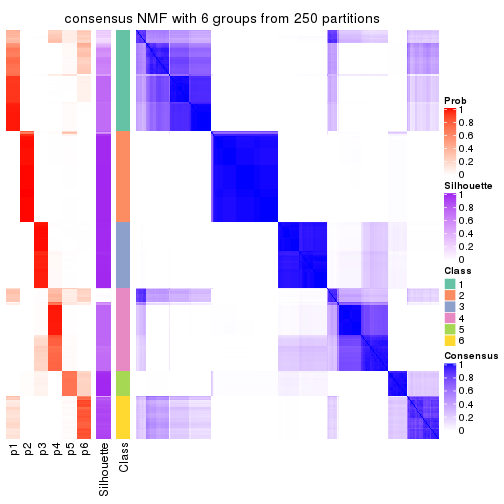 consensus NMF with 6 groups from 250 partitions
Prob
1
0.8
0.6
0.4
0.2
0
Silhouette
1
0.8
0.6
0.4
0.2
0
Class
1
2
3
4
5
6
Consensus
1
0.8
0.6
0.4
0.2
0
p1
p2
p3
p4
p5
p6
Silhouette
Class